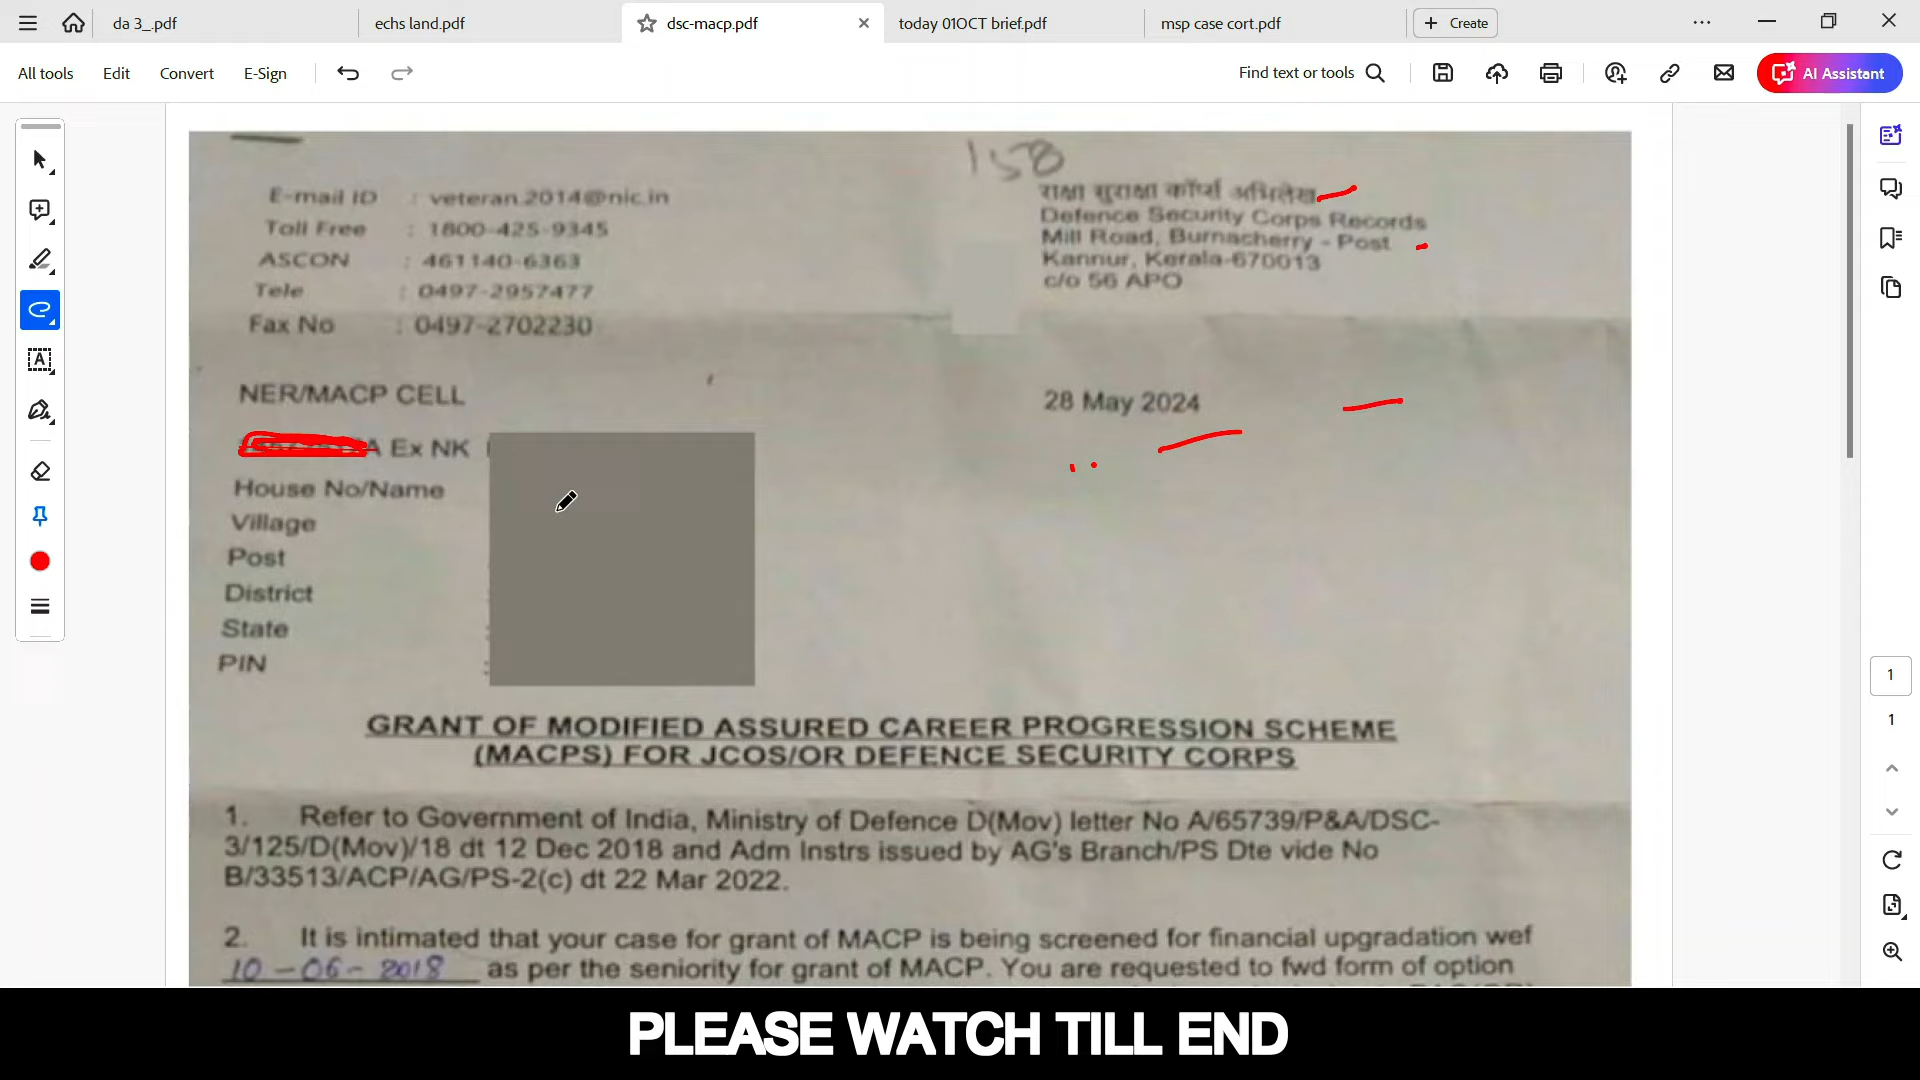 da 3_.pdf
echs land.pdf
dsc-macp.pdf
today 01OCT brief.pdf
msp case cort.pdf
Create
All tools
Edit
Convert
E-Sign
Find text or tools
AI Assistant
158
E-mail ID : veteran.2014@nic.in
Toll Free : 1800-425-9345
ASCON : 461140-6363
Tele : 0497-2957477
Fax No : 0497-2702230
राक्षा सुराक्षा कॉर्प्स अभिलेख
Defence Security Corps Records
Mill Road, Burnacherry - Post
Kannur, Kerala-670013
c/o 56 APO
NER/MACP CELL
28 May 2024
A Ex NK
House No/Name
Village
Post
District
State
PIN
GRANT OF MODIFIED ASSURED CAREER PROGRESSION SCHEME
(MACPS) FOR JCOS/OR DEFENCE SECURITY CORPS
1. Refer to Government of India, Ministry of Defence D(Mov) letter No A/65739/P&A/DSC-
3/125/D(Mov)/18 dt 12 Dec 2018 and Adm Instrs issued by AG's Branch/PS Dte vide No
B/33513/ACP/AG/PS-2(c) dt 22 Mar 2022.
2. It is intimated that your case for grant of MACP is being screened for financial upgradation wef
10-06-2018 as per the seniority for grant of MACP. You are requested to fwd form of option
1
1
PLEASE WATCH TILL END